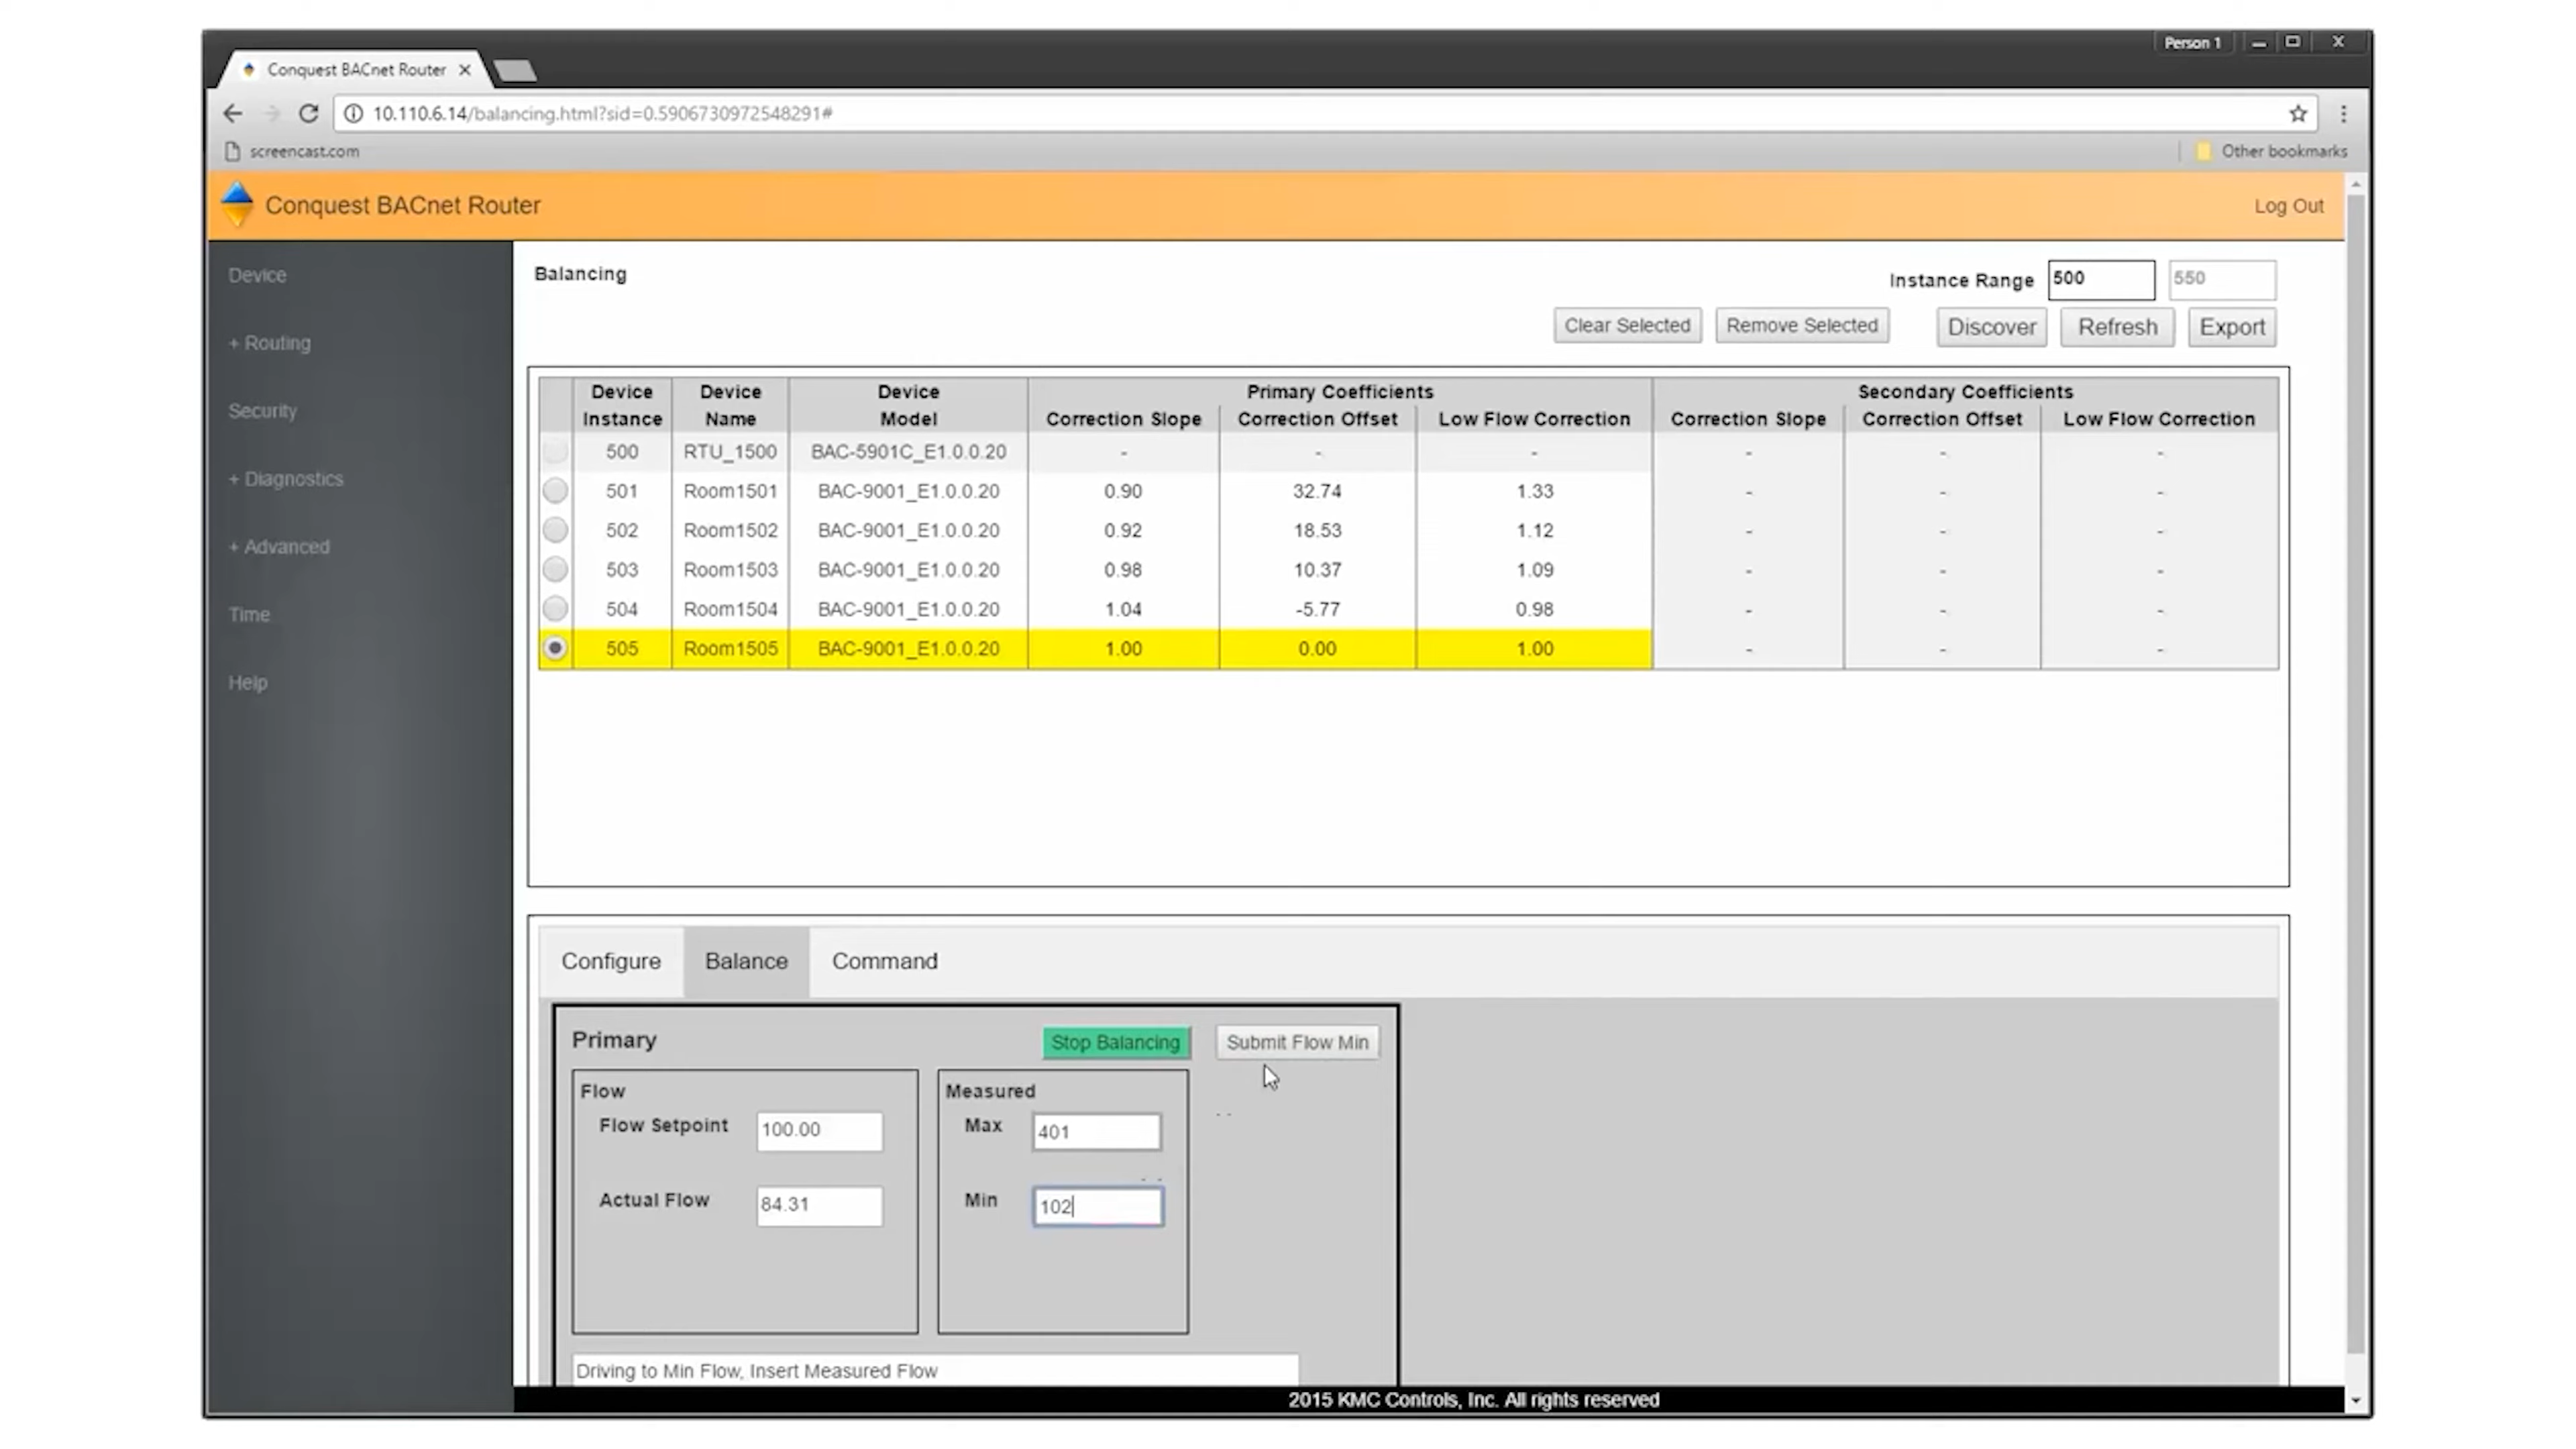 Person 1
Conquest BACnet Router
10.110.6.14/balancing.html?sid=0.5906730972548291#
screencast.com
Other bookmarks
Conquest BACnet Router
Log Out
Device
+ Routing
Security
+ Diagnostics
+ Advanced
Time
Help
Balancing
Instance Range 500 550
Clear Selected Remove Selected Discover Refresh Export
Device Instance Device Name Device Model Primary Coefficients Secondary Coefficients
Correction Slope Correction Offset Low Flow Correction Correction Slope Correction Offset Low Flow Correction
500 RTU_1500 BAC-5901C_E1.0.0.20 - - - - - -
501 Room1501 BAC-9001_E1.0.0.20 0.90 32.74 1.33 - - -
502 Room1502 BAC-9001_E1.0.0.20 0.92 18.53 1.12 - - -
503 Room1503 BAC-9001_E1.0.0.20 0.98 10.37 1.09 - - -
504 Room1504 BAC-9001_E1.0.0.20 1.04 -5.77 0.98 - - -
505 Room1505 BAC-9001_E1.0.0.20 1.00 0.00 1.00 - - -
Configure Balance Command
Primary Stop Balancing Submit Flow Min
Flow
Flow Setpoint 100.00
Actual Flow 84.31
Measured
Max 401
Min 102
Driving to Min Flow, Insert Measured Flow
2015 KMC Controls, Inc. All rights reserved